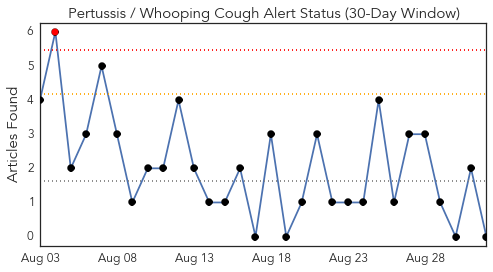 Pertussis / Whooping Cough Alert Status (30-Day Window)
Articles Found
6
5
4
3
2
1
0
Aug 03
Aug 08
Aug 13
Aug 18
Aug 23
Aug 28